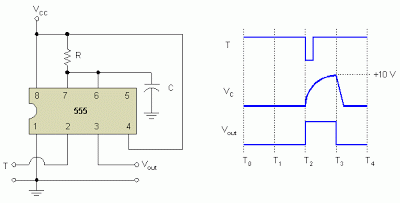 VCC
R
C
8 7 6 5
555
1 2 3 4
T
Vout
T
VC
+10 V
Vout
T0 T1 T2 T3 T4